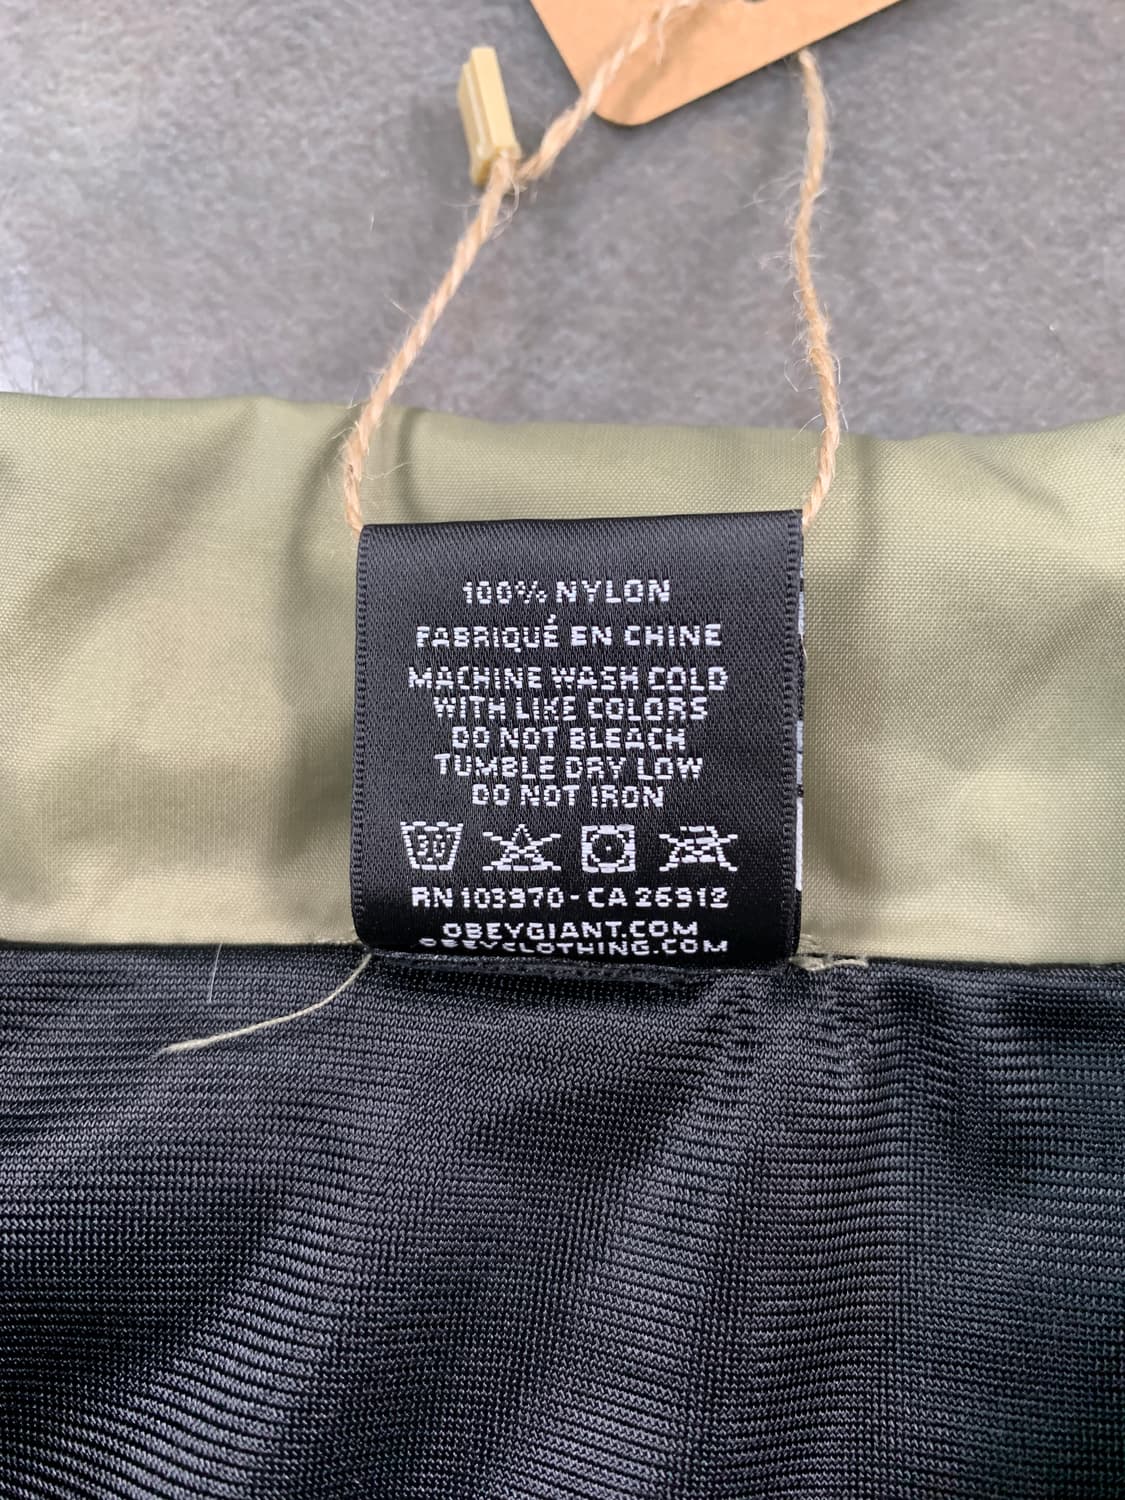 100% NYLON
FABRIQUÉ EN CHINE
MACHINE WASH COLD
WITH LIKE COLORS
DO NOT BLEACH
TUMBLE DRY LOW
DO NOT IRON
30
RN 103970 - CA 26912
OBEYGIANT.COM
OBEYCLOTHING.COM